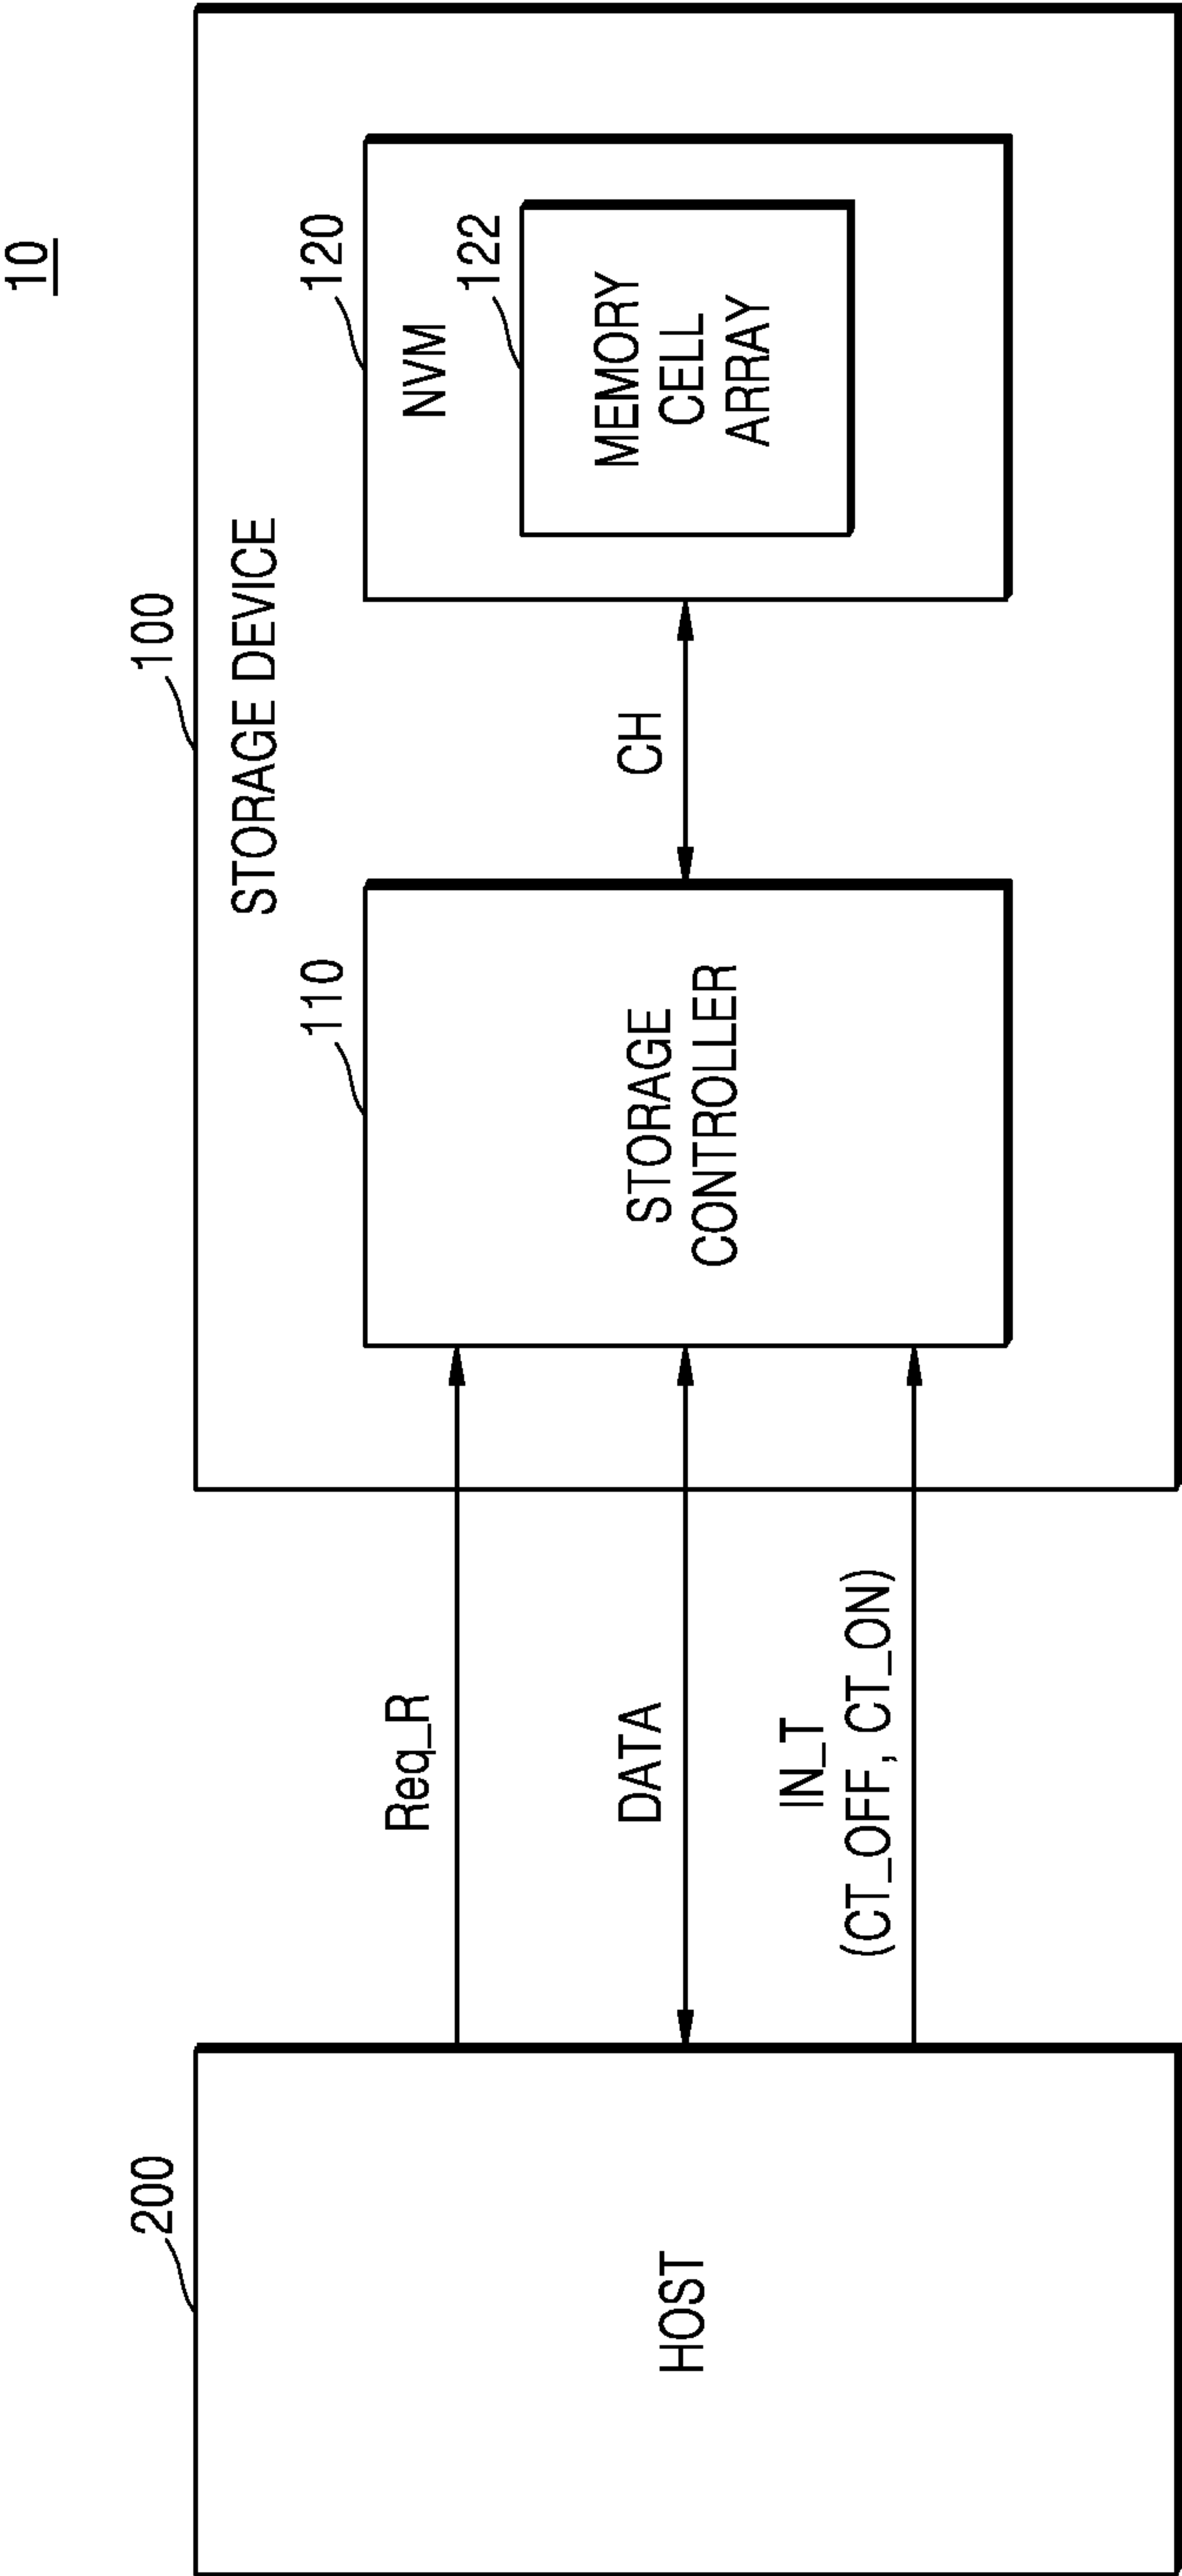 10
200
HOST
Req_R
DATA
IN_T
(CT_OFF, CT_ON)
100
STORAGE DEVICE
110
STORAGE
CONTROLLER
CH
120
NVM
122
MEMORY
CELL
ARRAY